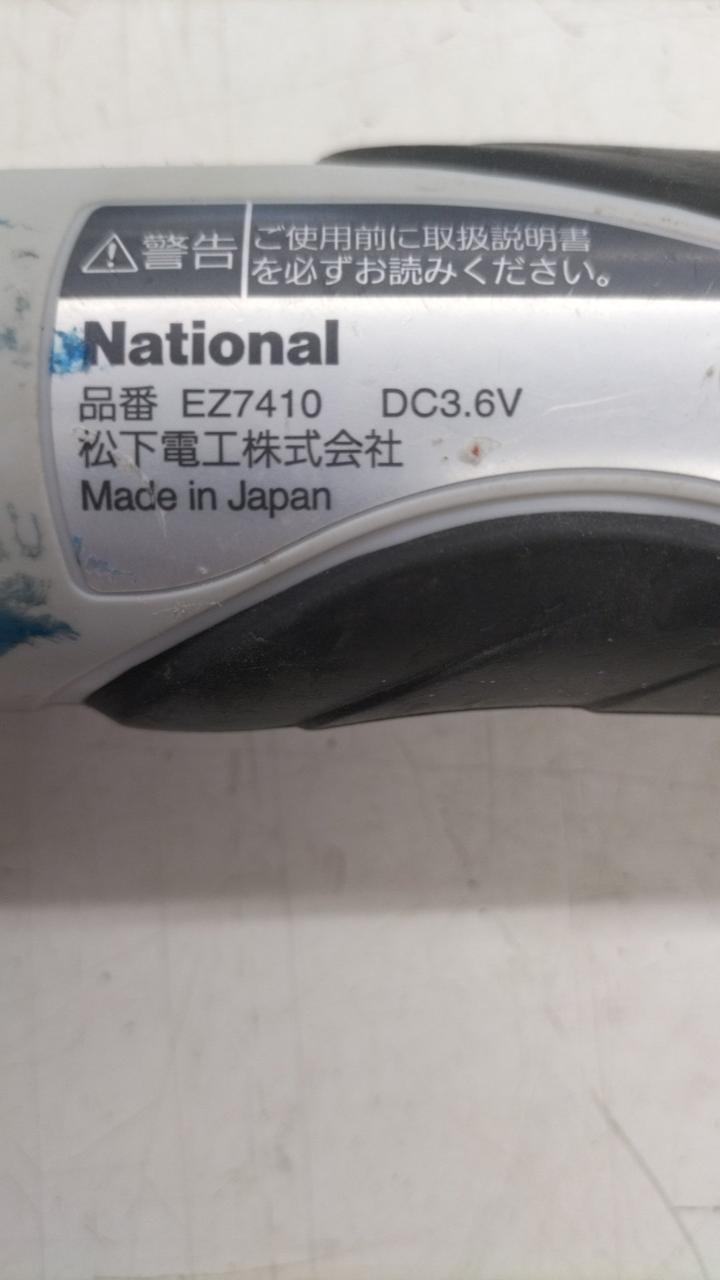 ⚠警告
ご使用前に取扱説明書
を必ずお読みください。
National
品番 EZ7410 DC3.6V
松下電工株式会社
Made in Japan